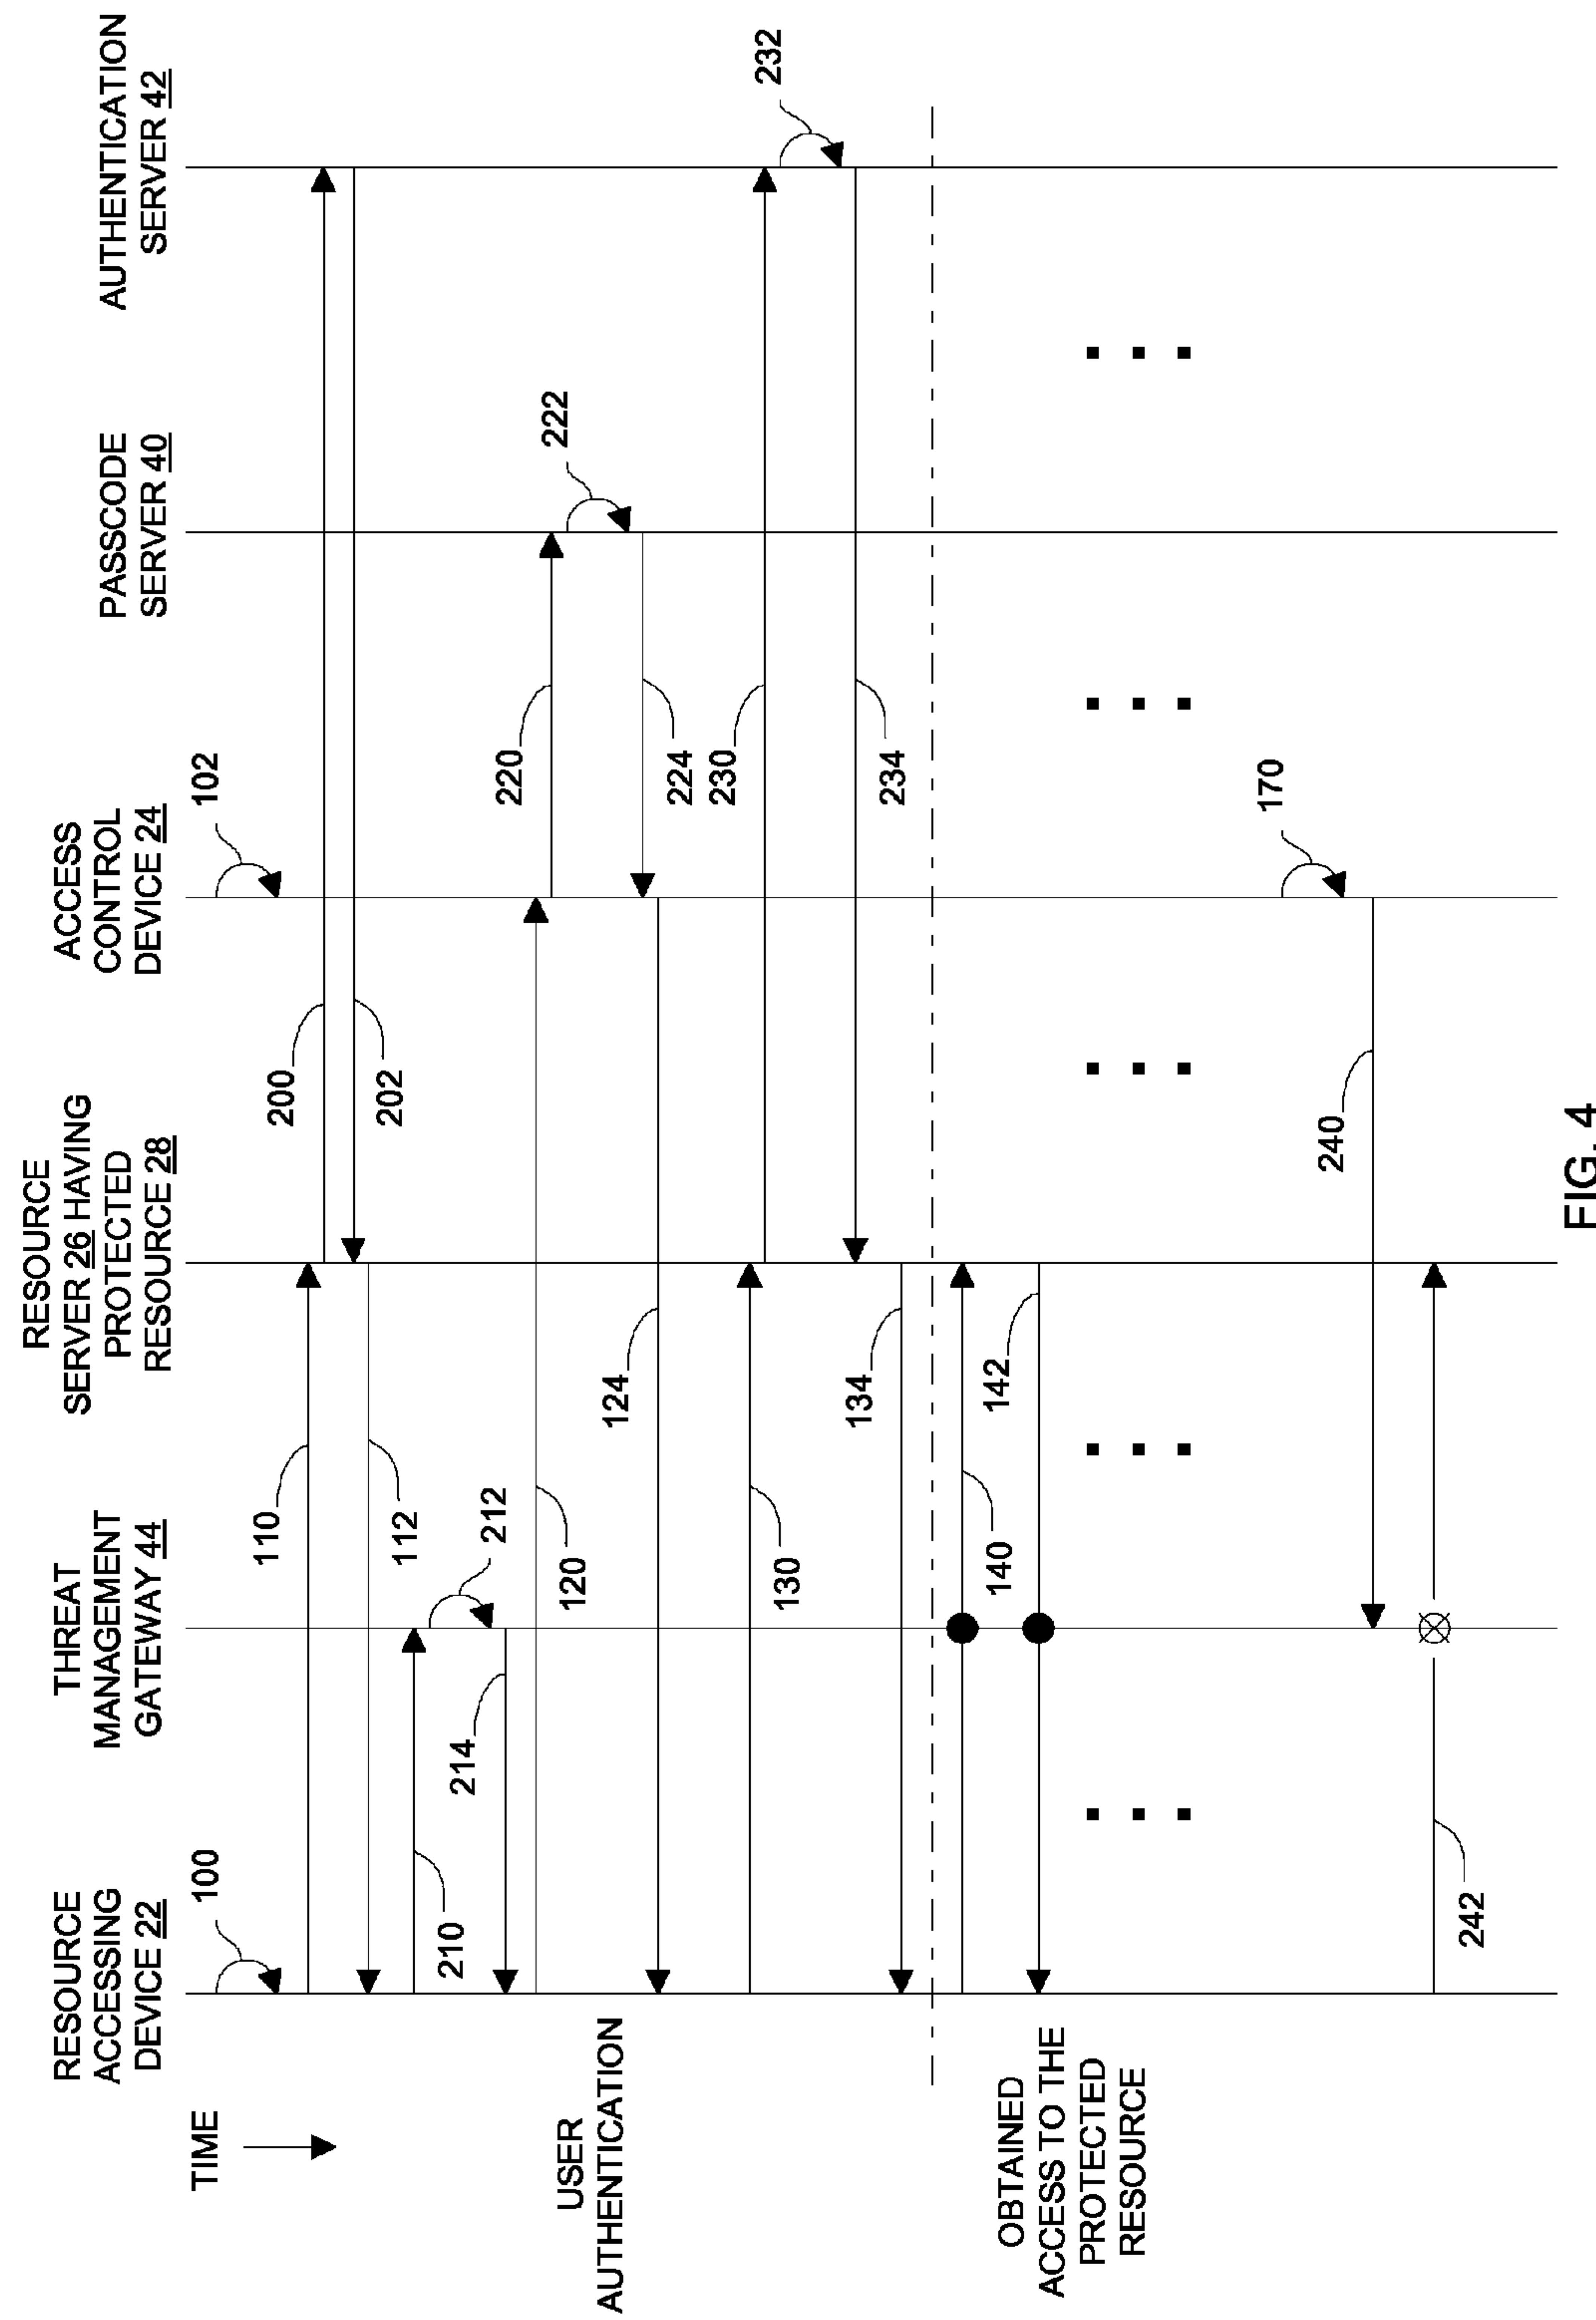 RESOURCE
ACCESSING
DEVICE 22
THREAT
MANAGEMENT
GATEWAY 44
RESOURCE
SERVER 26 HAVING
PROTECTED
RESOURCE 28
ACCESS
CONTROL
DEVICE 24
PASSCODE
SERVER 40
AUTHENTICATION
SERVER 42
TIME
100
102
110
200
202
112
210
212
214
USER
AUTHENTICATION
120
220
222
224
124
130
230
232
234
134
OBTAINED
ACCESS TO THE
PROTECTED
RESOURCE
140
142
170
240
242
FIG. 4